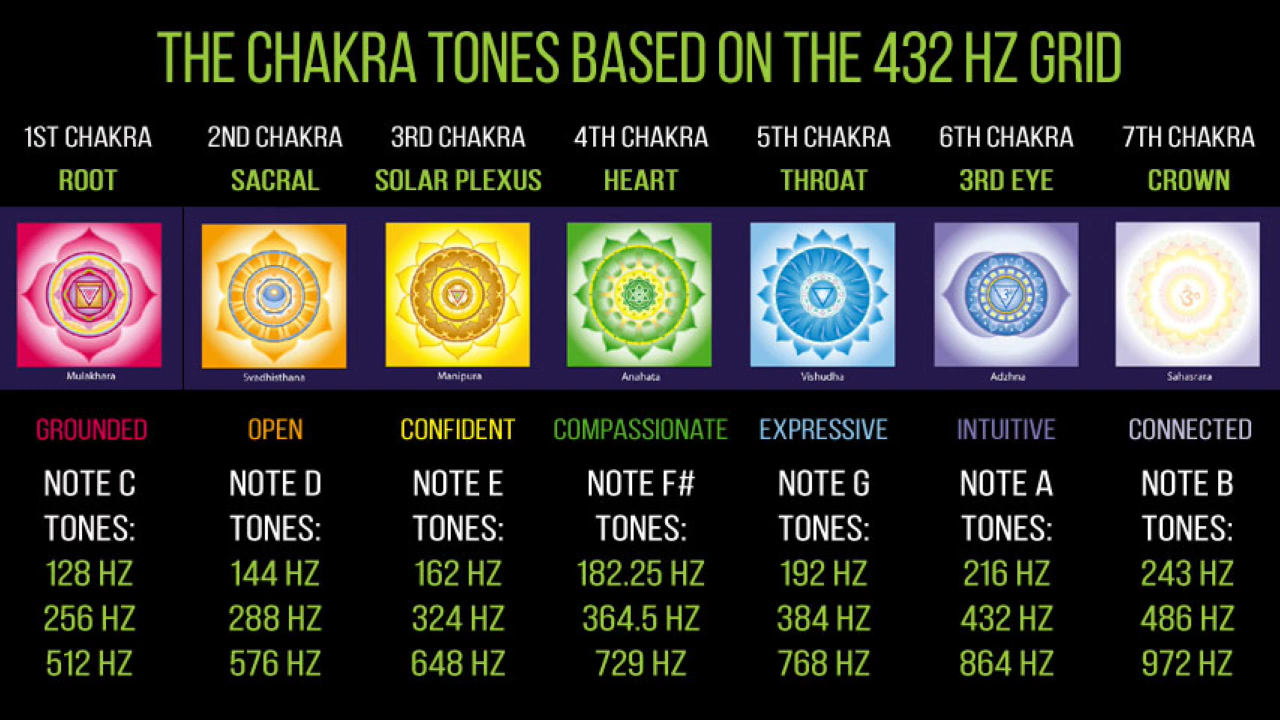 THE CHAKRA TONES BASED ON THE 432 HZ GRID
1ST CHAKRA 2ND CHAKRA 3RD CHAKRA 4TH CHAKRA 5TH CHAKRA 6TH CHAKRA 7TH CHAKRA
ROOT SACRAL SOLAR PLEXUS HEART THROAT 3RD EYE CROWN
Mulakhara Svadhisthana Manipura Anahata Vishudha Adzhna Sahasrara
GROUNDED OPEN CONFIDENT COMPASSIONATE EXPRESSIVE INTUITIVE CONNECTED
NOTE C NOTE D NOTE E NOTE F# NOTE G NOTE A NOTE B
TONES: TONES: TONES: TONES: TONES: TONES: TONES:
128 HZ 144 HZ 162 HZ 182.25 HZ 192 HZ 216 HZ 243 HZ
256 HZ 288 HZ 324 HZ 364.5 HZ 384 HZ 432 HZ 486 HZ
512 HZ 576 HZ 648 HZ 729 HZ 768 HZ 864 HZ 972 HZ